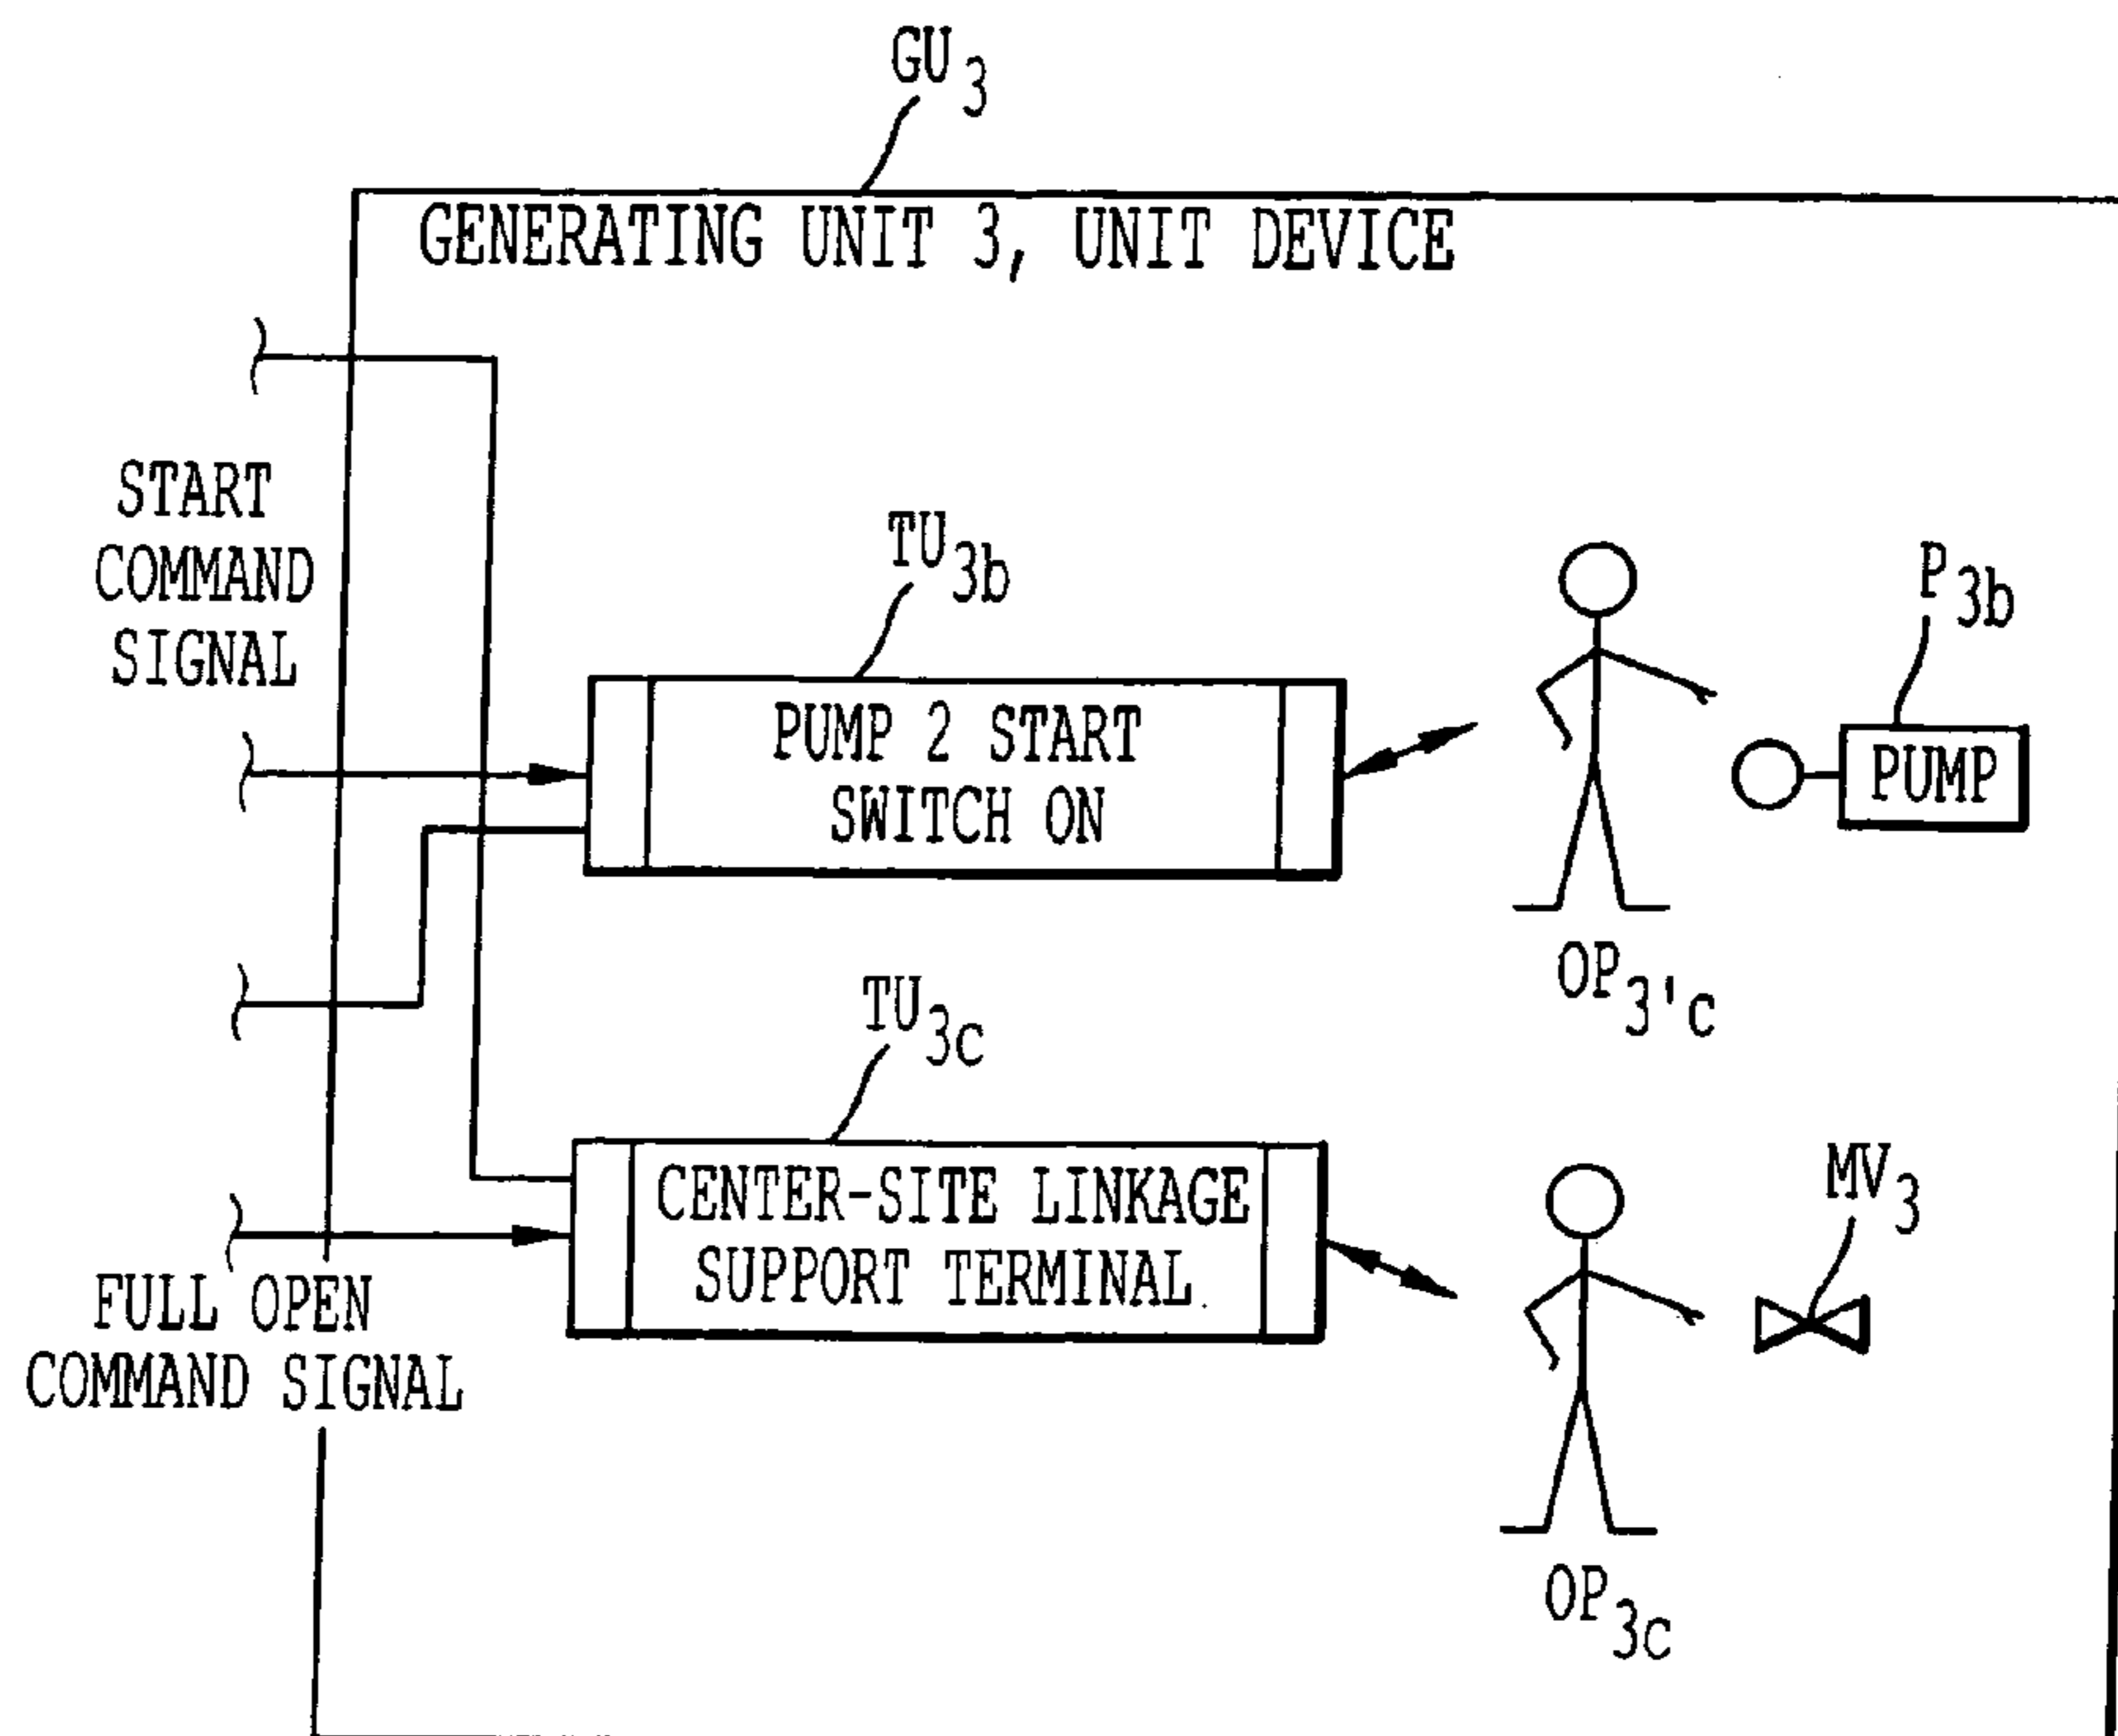 GU3
GENERATING UNIT 3, UNIT DEVICE
START
COMMAND
SIGNAL
TU3b
PUMP 2 START
SWITCH ON
P3b
PUMP
OP3'c
TU3c
CENTER-SITE LINKAGE
SUPPORT TERMINAL
MV3
FULL OPEN
COMMAND SIGNAL
OP3c